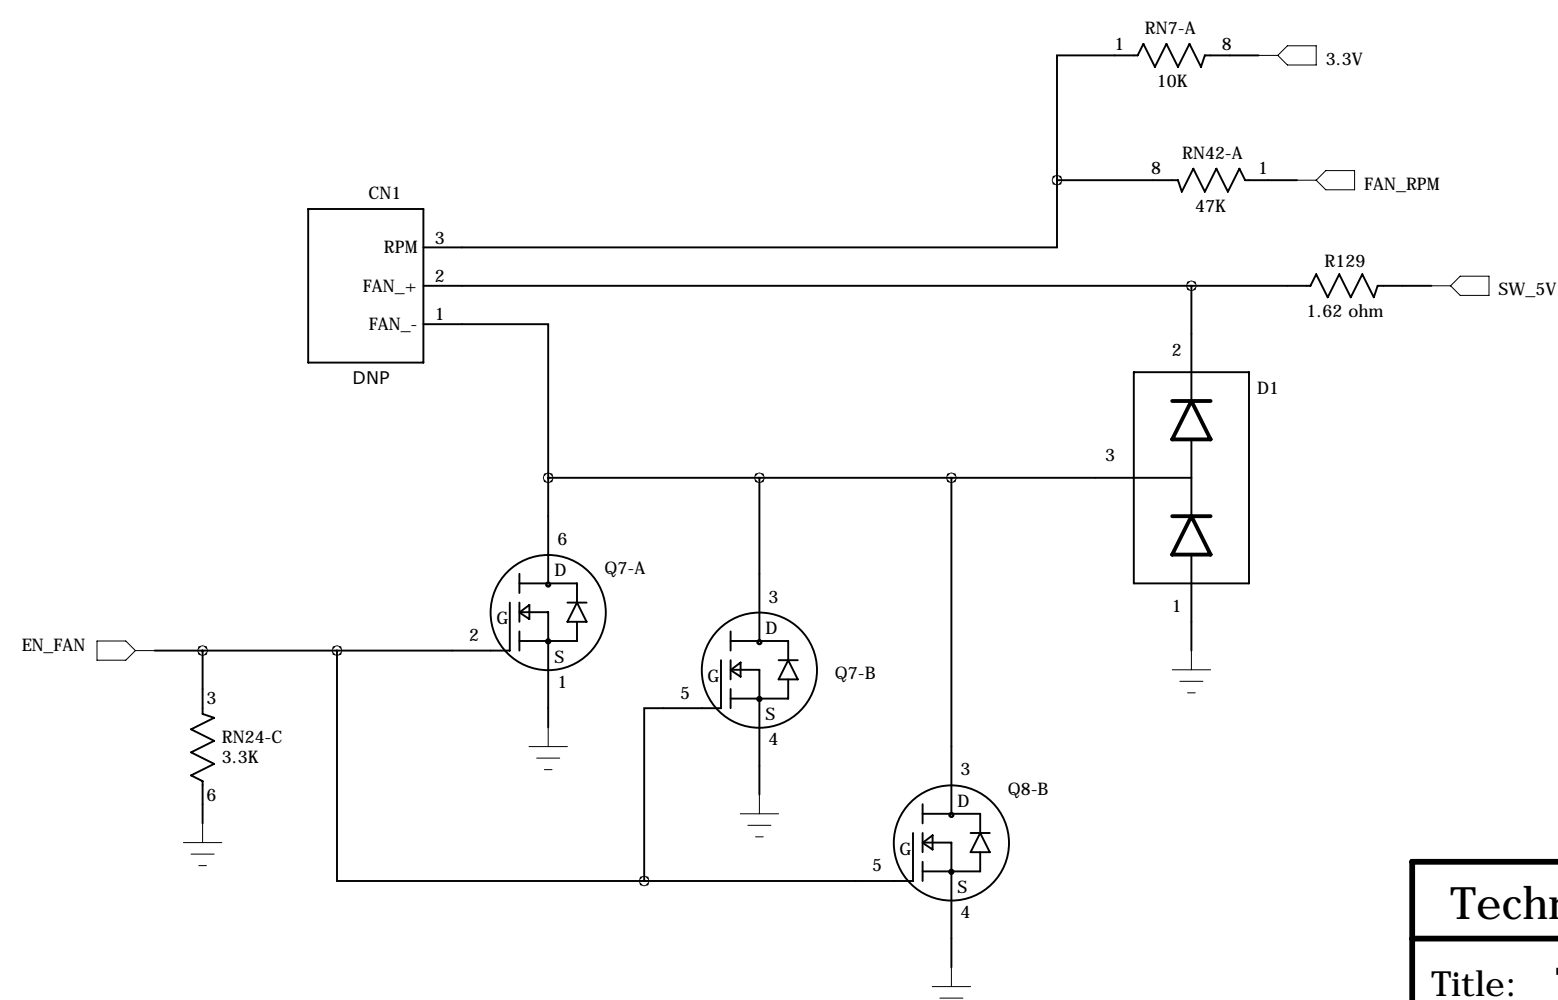 RN7-A
1 8
3.3V
10K
RN42-A
8 1
FAN_RPM
47K
CN1
RPM 3
FAN_+ 2
FAN_- 1
DNP
R129
SW_5V
1.62 ohm
2
D1
3
1
6
D
Q7-A
G
2
S
1
EN_FAN
3
RN24-C
3.3K
6
3
D
Q7-B
G
5
S
4
3
D
Q8-B
G
5
S
4
Title: